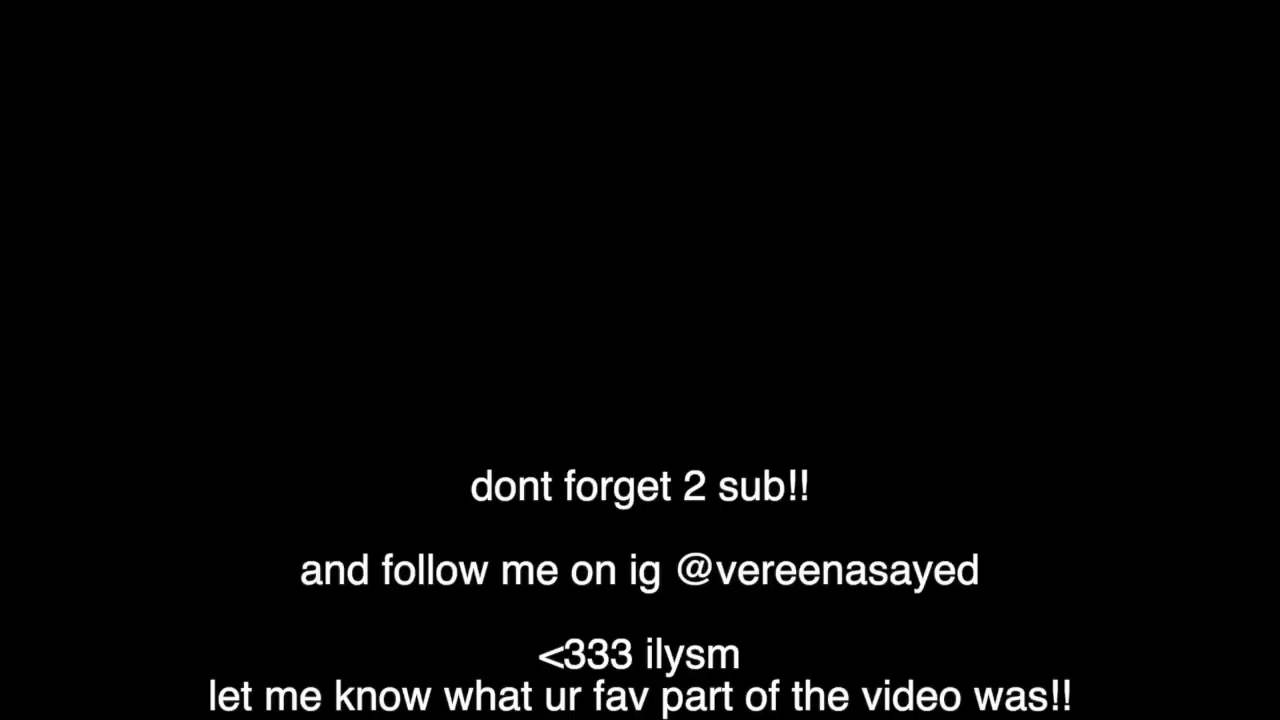 dont forget 2 sub!!
and follow me on ig @vereenasayed
<333 ilysm
let me know what ur fav part of the video was!!